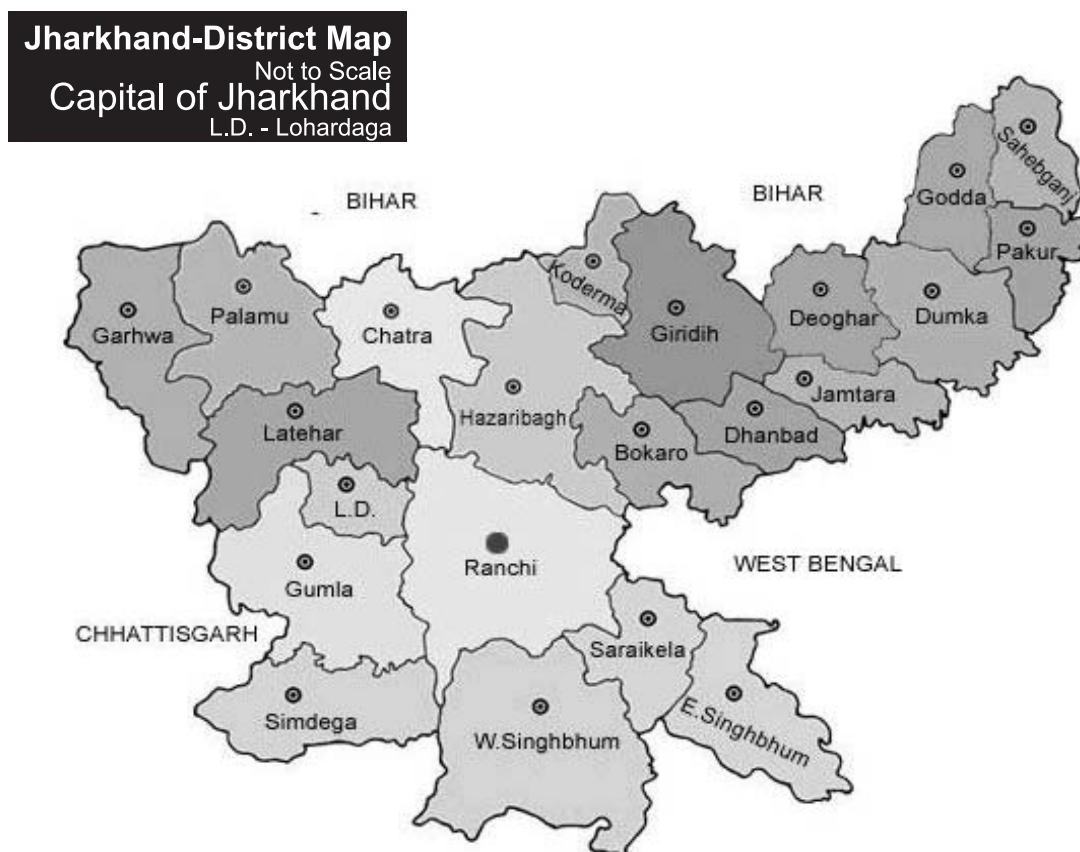 Jharkhand-District Map
Not to Scale
Capital of Jharkhand
L.D. - Lohardaga
BIHAR
BIHAR
Sahebganj
Godda
Pakur
Koderma
Garhwa
Palamu
Chatra
Giridih
Deoghar
Dumka
Jamtara
Latehar
Hazaribagh
Dhanbad
Bokaro
L.D.
Ranchi
WEST BENGAL
Gumla
CHHATTISGARH
Saraikela
Simdega
W.Singhbhum
E.Singhbhum